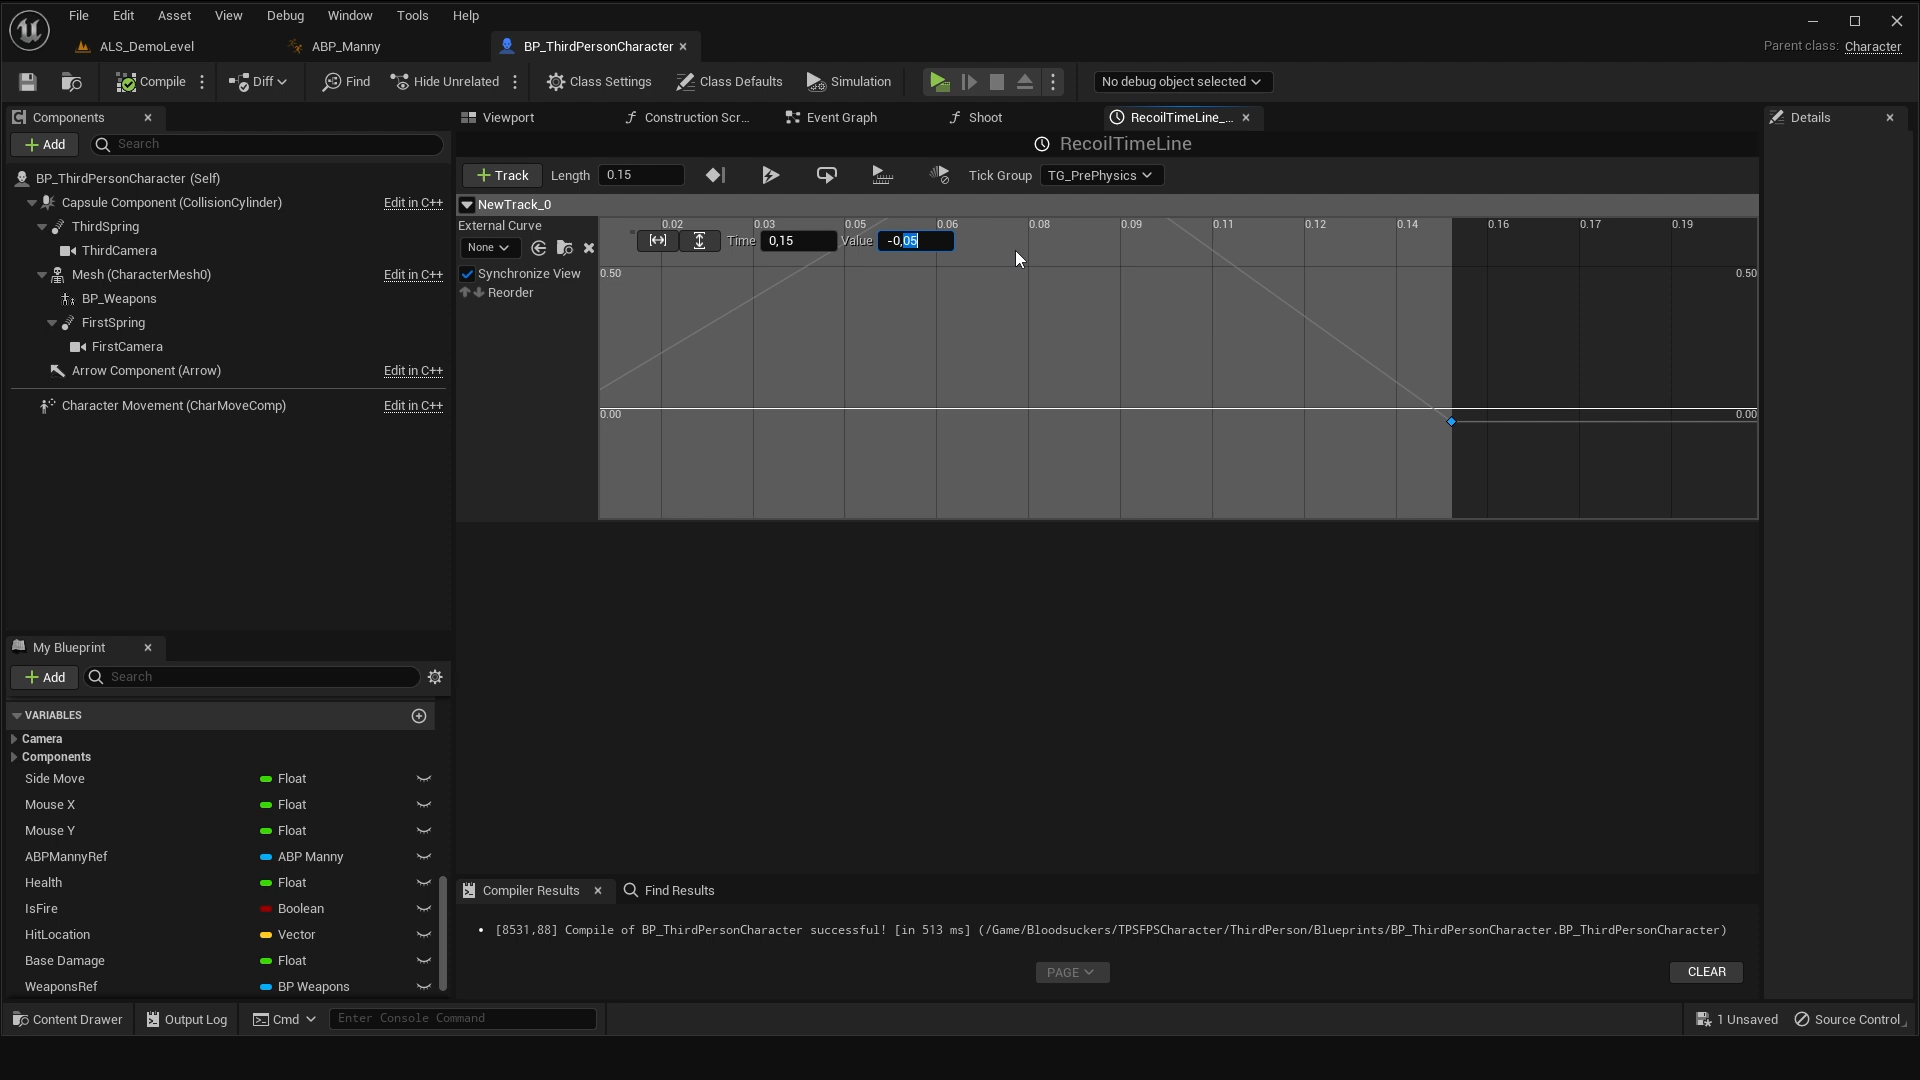 File Edit Asset View Debug Window Tools Help
ALS_DemoLevel ABP_Manny BP_ThirdPersonCharacter
Parent class: Character
Compile Diff Find Hide Unrelated Class Settings Class Defaults Simulation No debug object selected
Components
Add Search
BP_ThirdPersonCharacter (Self)
Capsule Component (CollisionCylinder) Edit in C++
ThirdSpring
ThirdCamera
Mesh (CharacterMesh0) Edit in C++
BP_Weapons
FirstSpring
FirstCamera
Arrow Component (Arrow) Edit in C++
Character Movement (CharMoveComp) Edit in C++
Viewport Construction Scr... Event Graph Shoot RecoilTimeLine_...
RecoilTimeLine
Track Length 0.15 Tick Group TG_PrePhysics
NewTrack_0
External Curve
None
Synchronize View
Reorder
0.02 0.03 0.05 0.06 0.08 0.09 0.11 0.12 0.14 0.16 0.17 0.19
Time 0,15 Value -0,05
0.50 0.50
0.00 0.00
Details
My Blueprint
Add Search
VARIABLES
Camera
Components
Side Move Float
Mouse X Float
Mouse Y Float
ABPMannyRef ABP Manny
Health Float
IsFire Boolean
HitLocation Vector
Base Damage Float
WeaponsRef BP Weapons
Compiler Results Find Results
[8531,88] Compile of BP_ThirdPersonCharacter successful! [in 513 ms] (/Game/Bloodsuckers/TPSFPSCharacter/ThirdPerson/Blueprints/BP_ThirdPersonCharacter.BP_ThirdPersonCharacter)
PAGE CLEAR
Content Drawer Output Log Cmd Enter Console Command 1 Unsaved Source Control